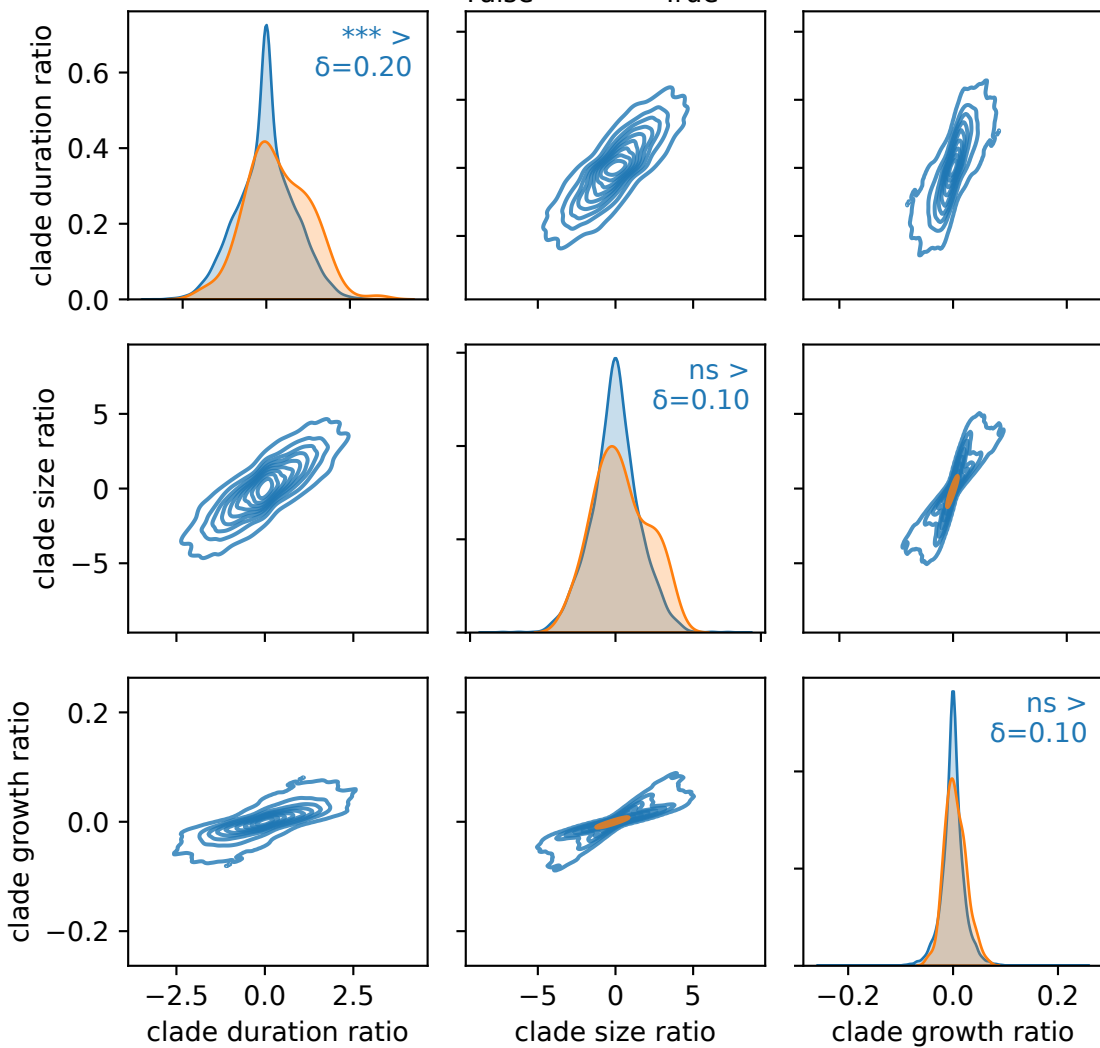 True
clade duration ratio
0.6
0.4
0.2
0.0
*** >
δ=0.20
clade size ratio
5
0
−5
ns >
δ=0.10
clade growth ratio
0.2
0.0
−0.2
ns >
δ=0.10
−2.5 0.0 2.5
−5 0 5
−0.2 0.0 0.2
clade duration ratio
clade size ratio
clade growth ratio